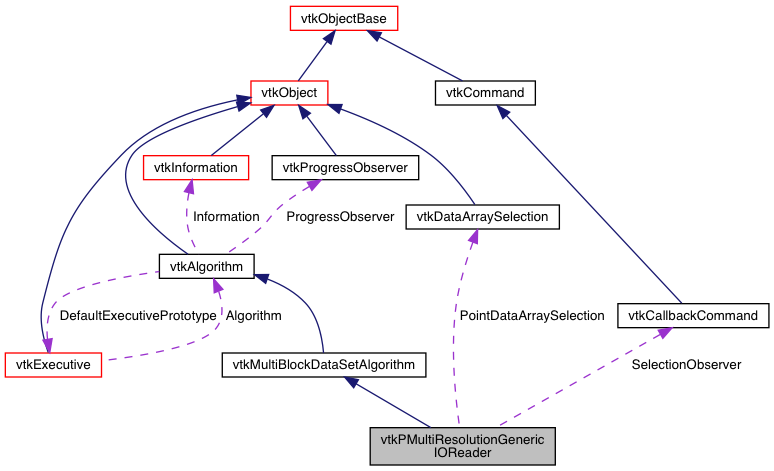 vtkObjectBase
vtkObject
vtkCommand
vtkInformation
vtkProgressObserver
vtkDataArraySelection
Information
ProgressObserver
vtkAlgorithm
DefaultExecutivePrototype
Algorithm
PointDataArraySelection
vtkCallbackCommand
vtkExecutive
vtkMultiBlockDataSetAlgorithm
SelectionObserver
vtkPMultiResolutionGeneric
IOReader